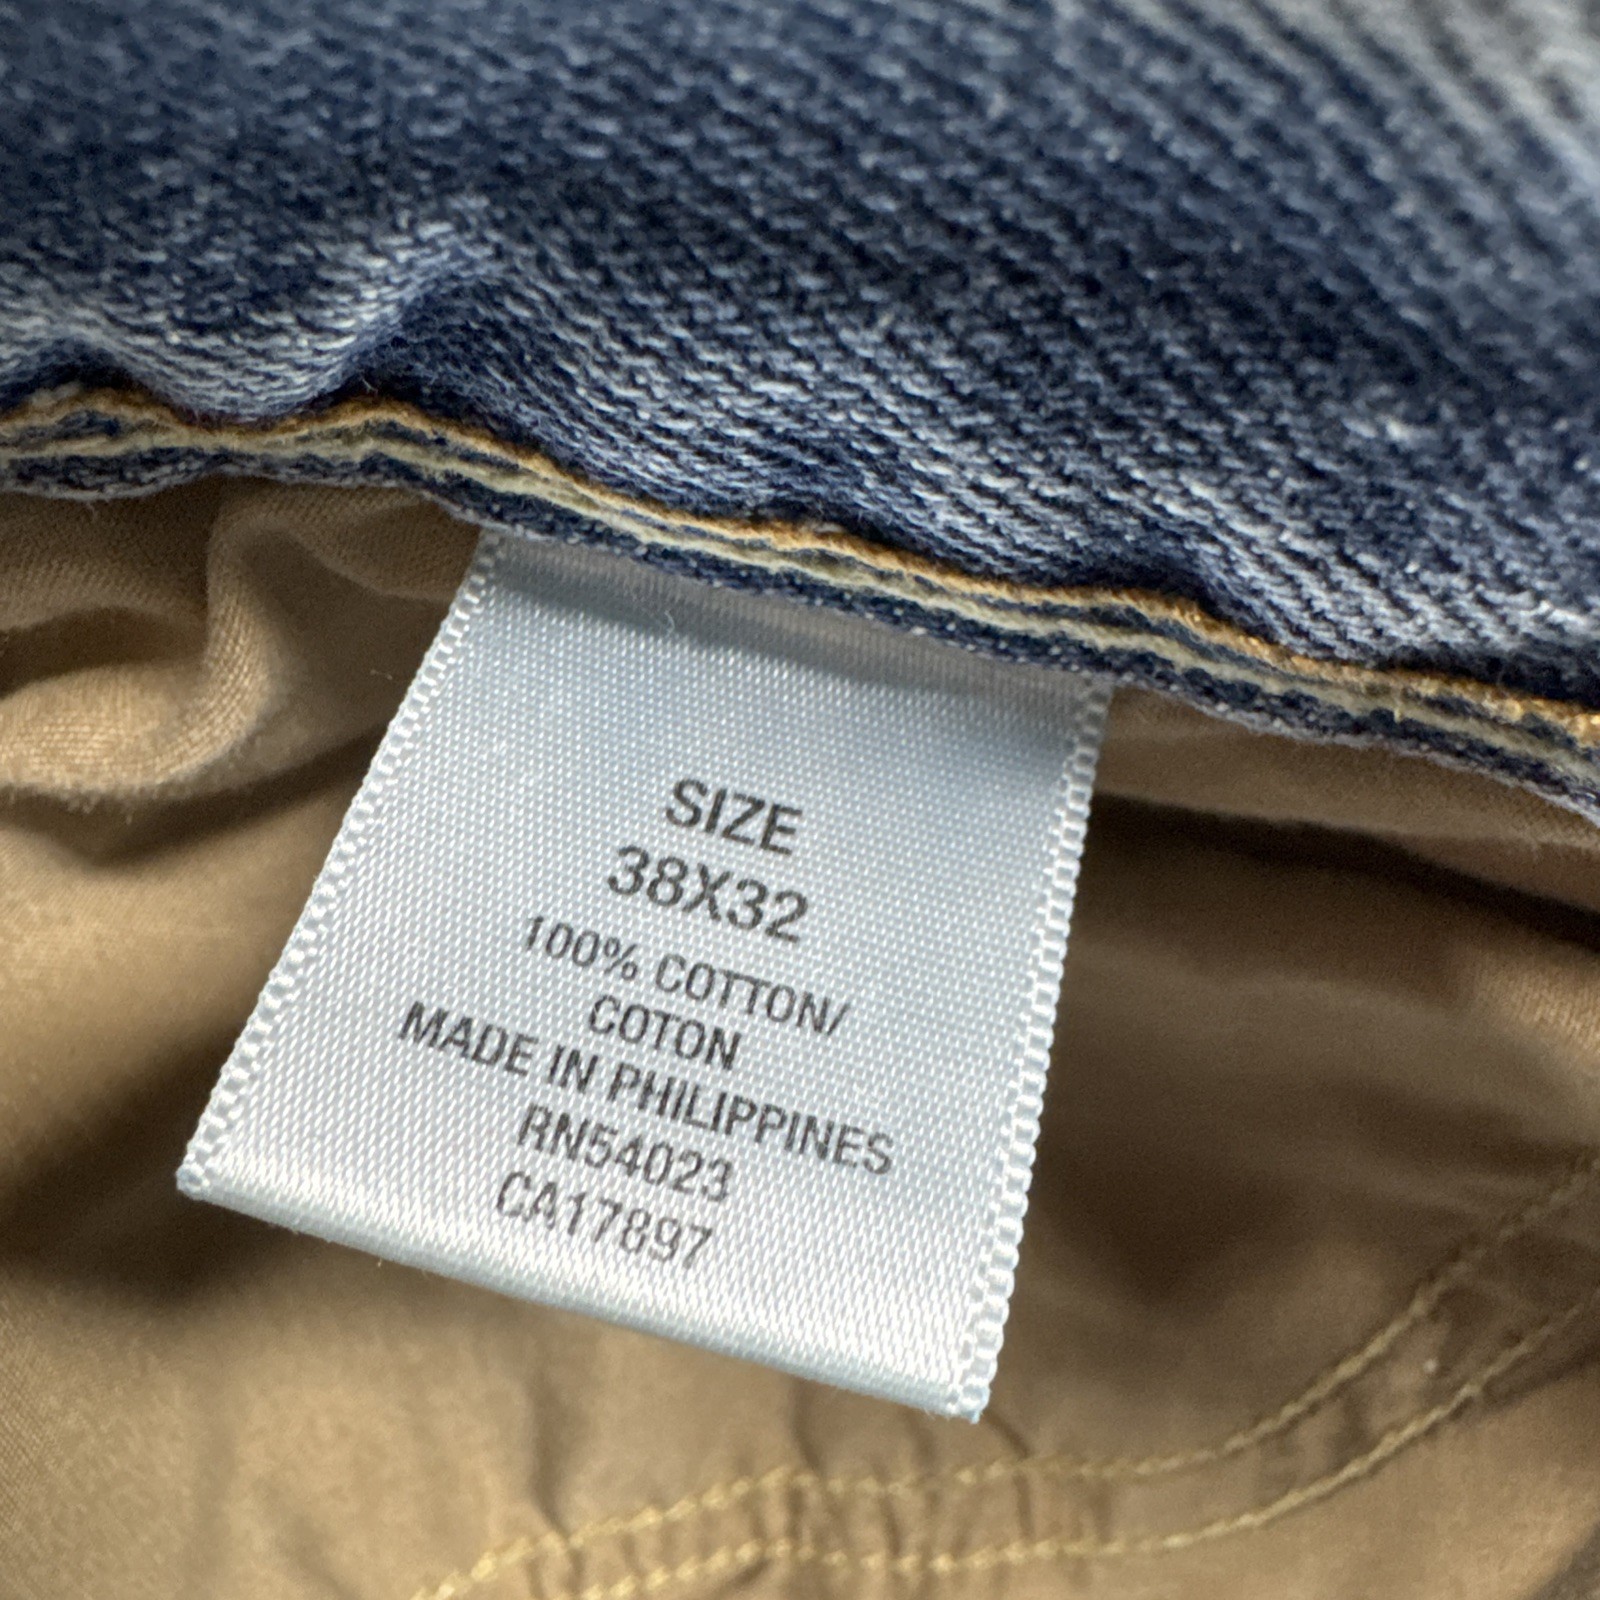 SIZE
38X32
100% COTTON/
COTON
MADE IN PHILIPPINES
RN54023
CA17897